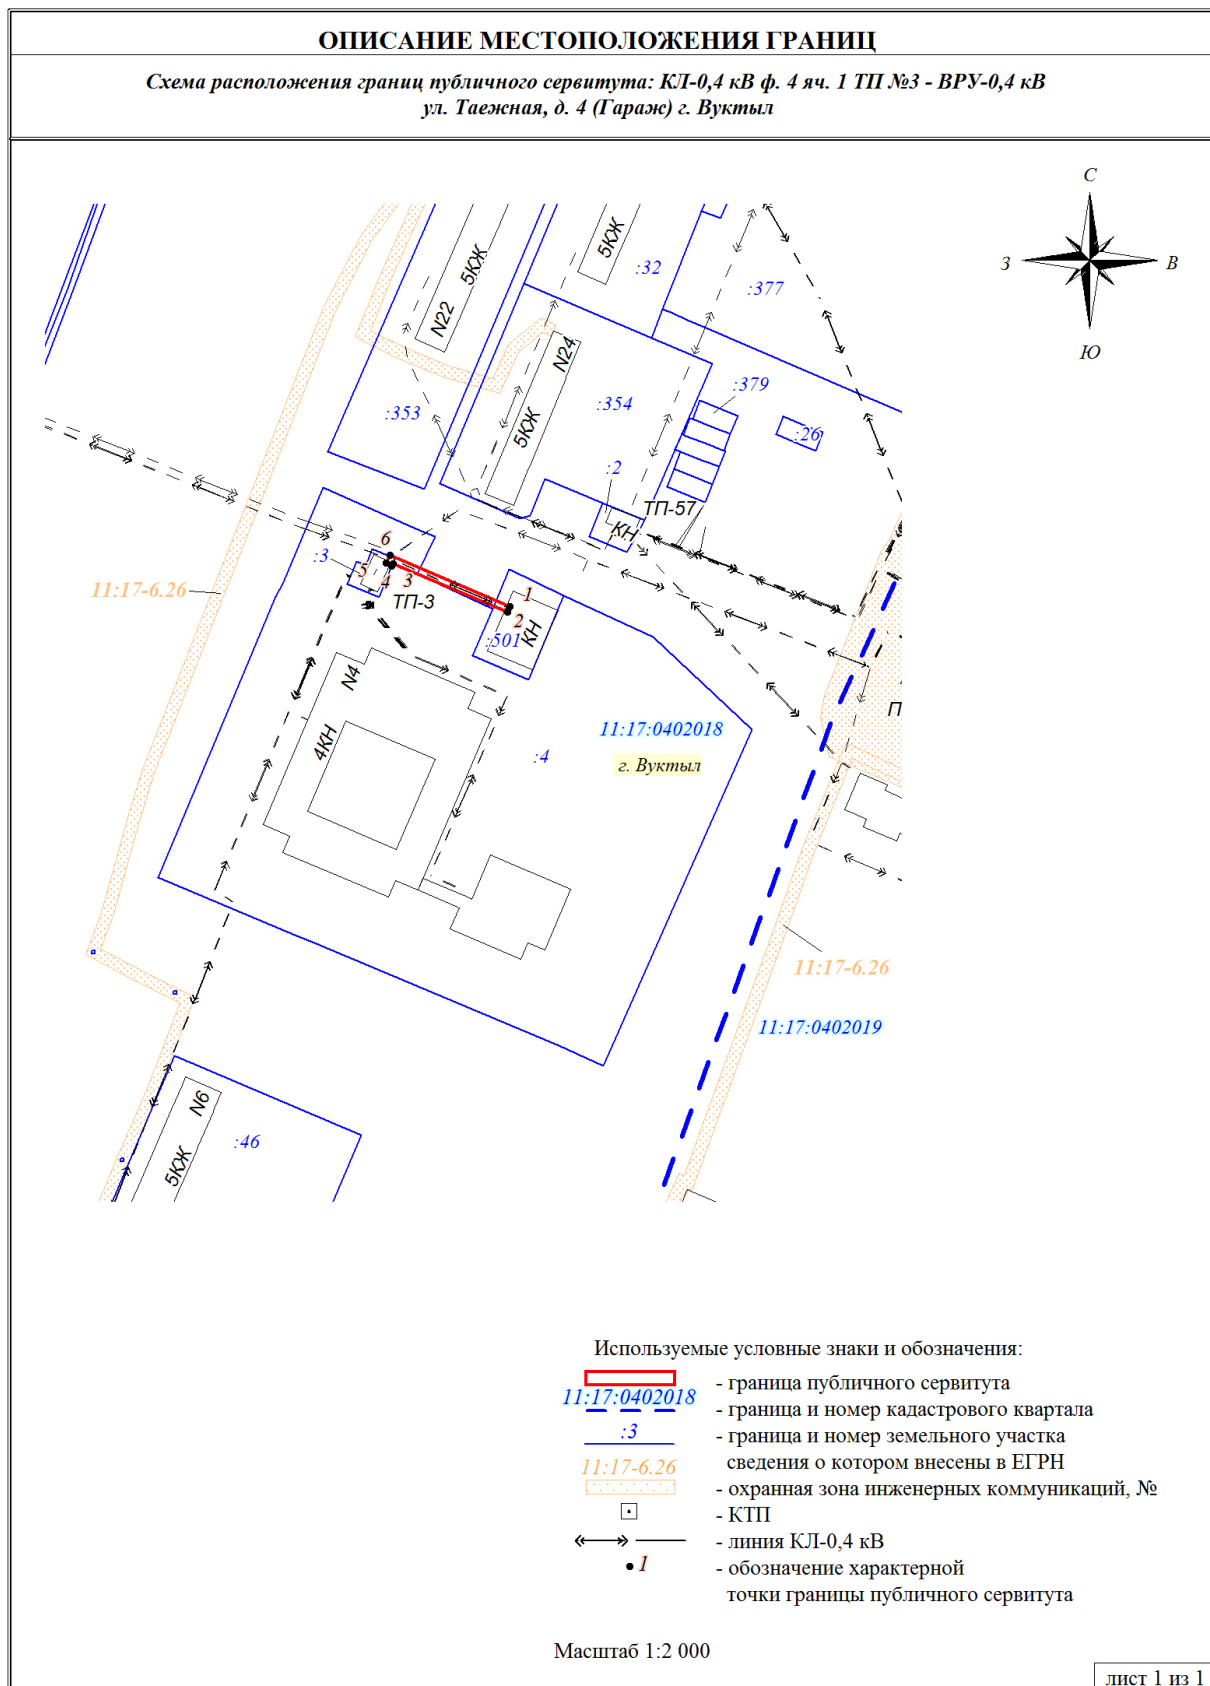 ОПИСАНИЕ МЕСТОПОЛОЖЕНИЯ ГРАНИЦ
Схема расположения границ публичного сервитута: КЛ-0,4 кВ ф. 4 яч. 1 ТП №3 - ВРУ-0,4 кВ
ул. Таежная, д. 4 (Гараж) г. Вуктыл
С
З
В
Ю
5КЖ
N22
5КЖ
:32
:377
N24
5КЖ
:353
:354
:379
:26
:2
ТП-57
КН
6
:3
5
4
3
ТП-3
1
2
:501
КН
11:17-6.26
N4
4КН
:4
11:17:0402018
г. Вуктыл
П
11:17-6.26
11:17:0402019
N6
5КЖ
:46
Используемые условные знаки и обозначения:
- граница публичного сервитута
11:17:0402018
- граница и номер кадастрового квартала
:3
- граница и номер земельного участка
сведения о котором внесены в ЕГРН
11:17-6.26
- охранная зона инженерных коммуникаций, №
- КТП
- линия КЛ-0,4 кВ
1
- обозначение характерной
точки границы публичного сервитута
Масштаб 1:2 000
лист 1 из 1